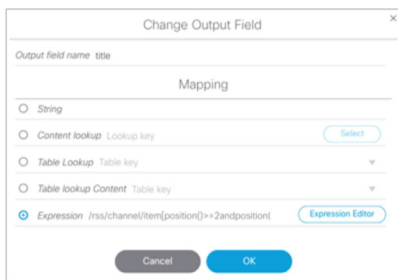 Change Output Field
×
Output field name title
Mapping
String
Content lookup Lookup key Select
Table Lookup Table key
Table lookup Content Table key
Expression /rss/channel/item[position()>=2andposition( Expression Editor
Cancel OK